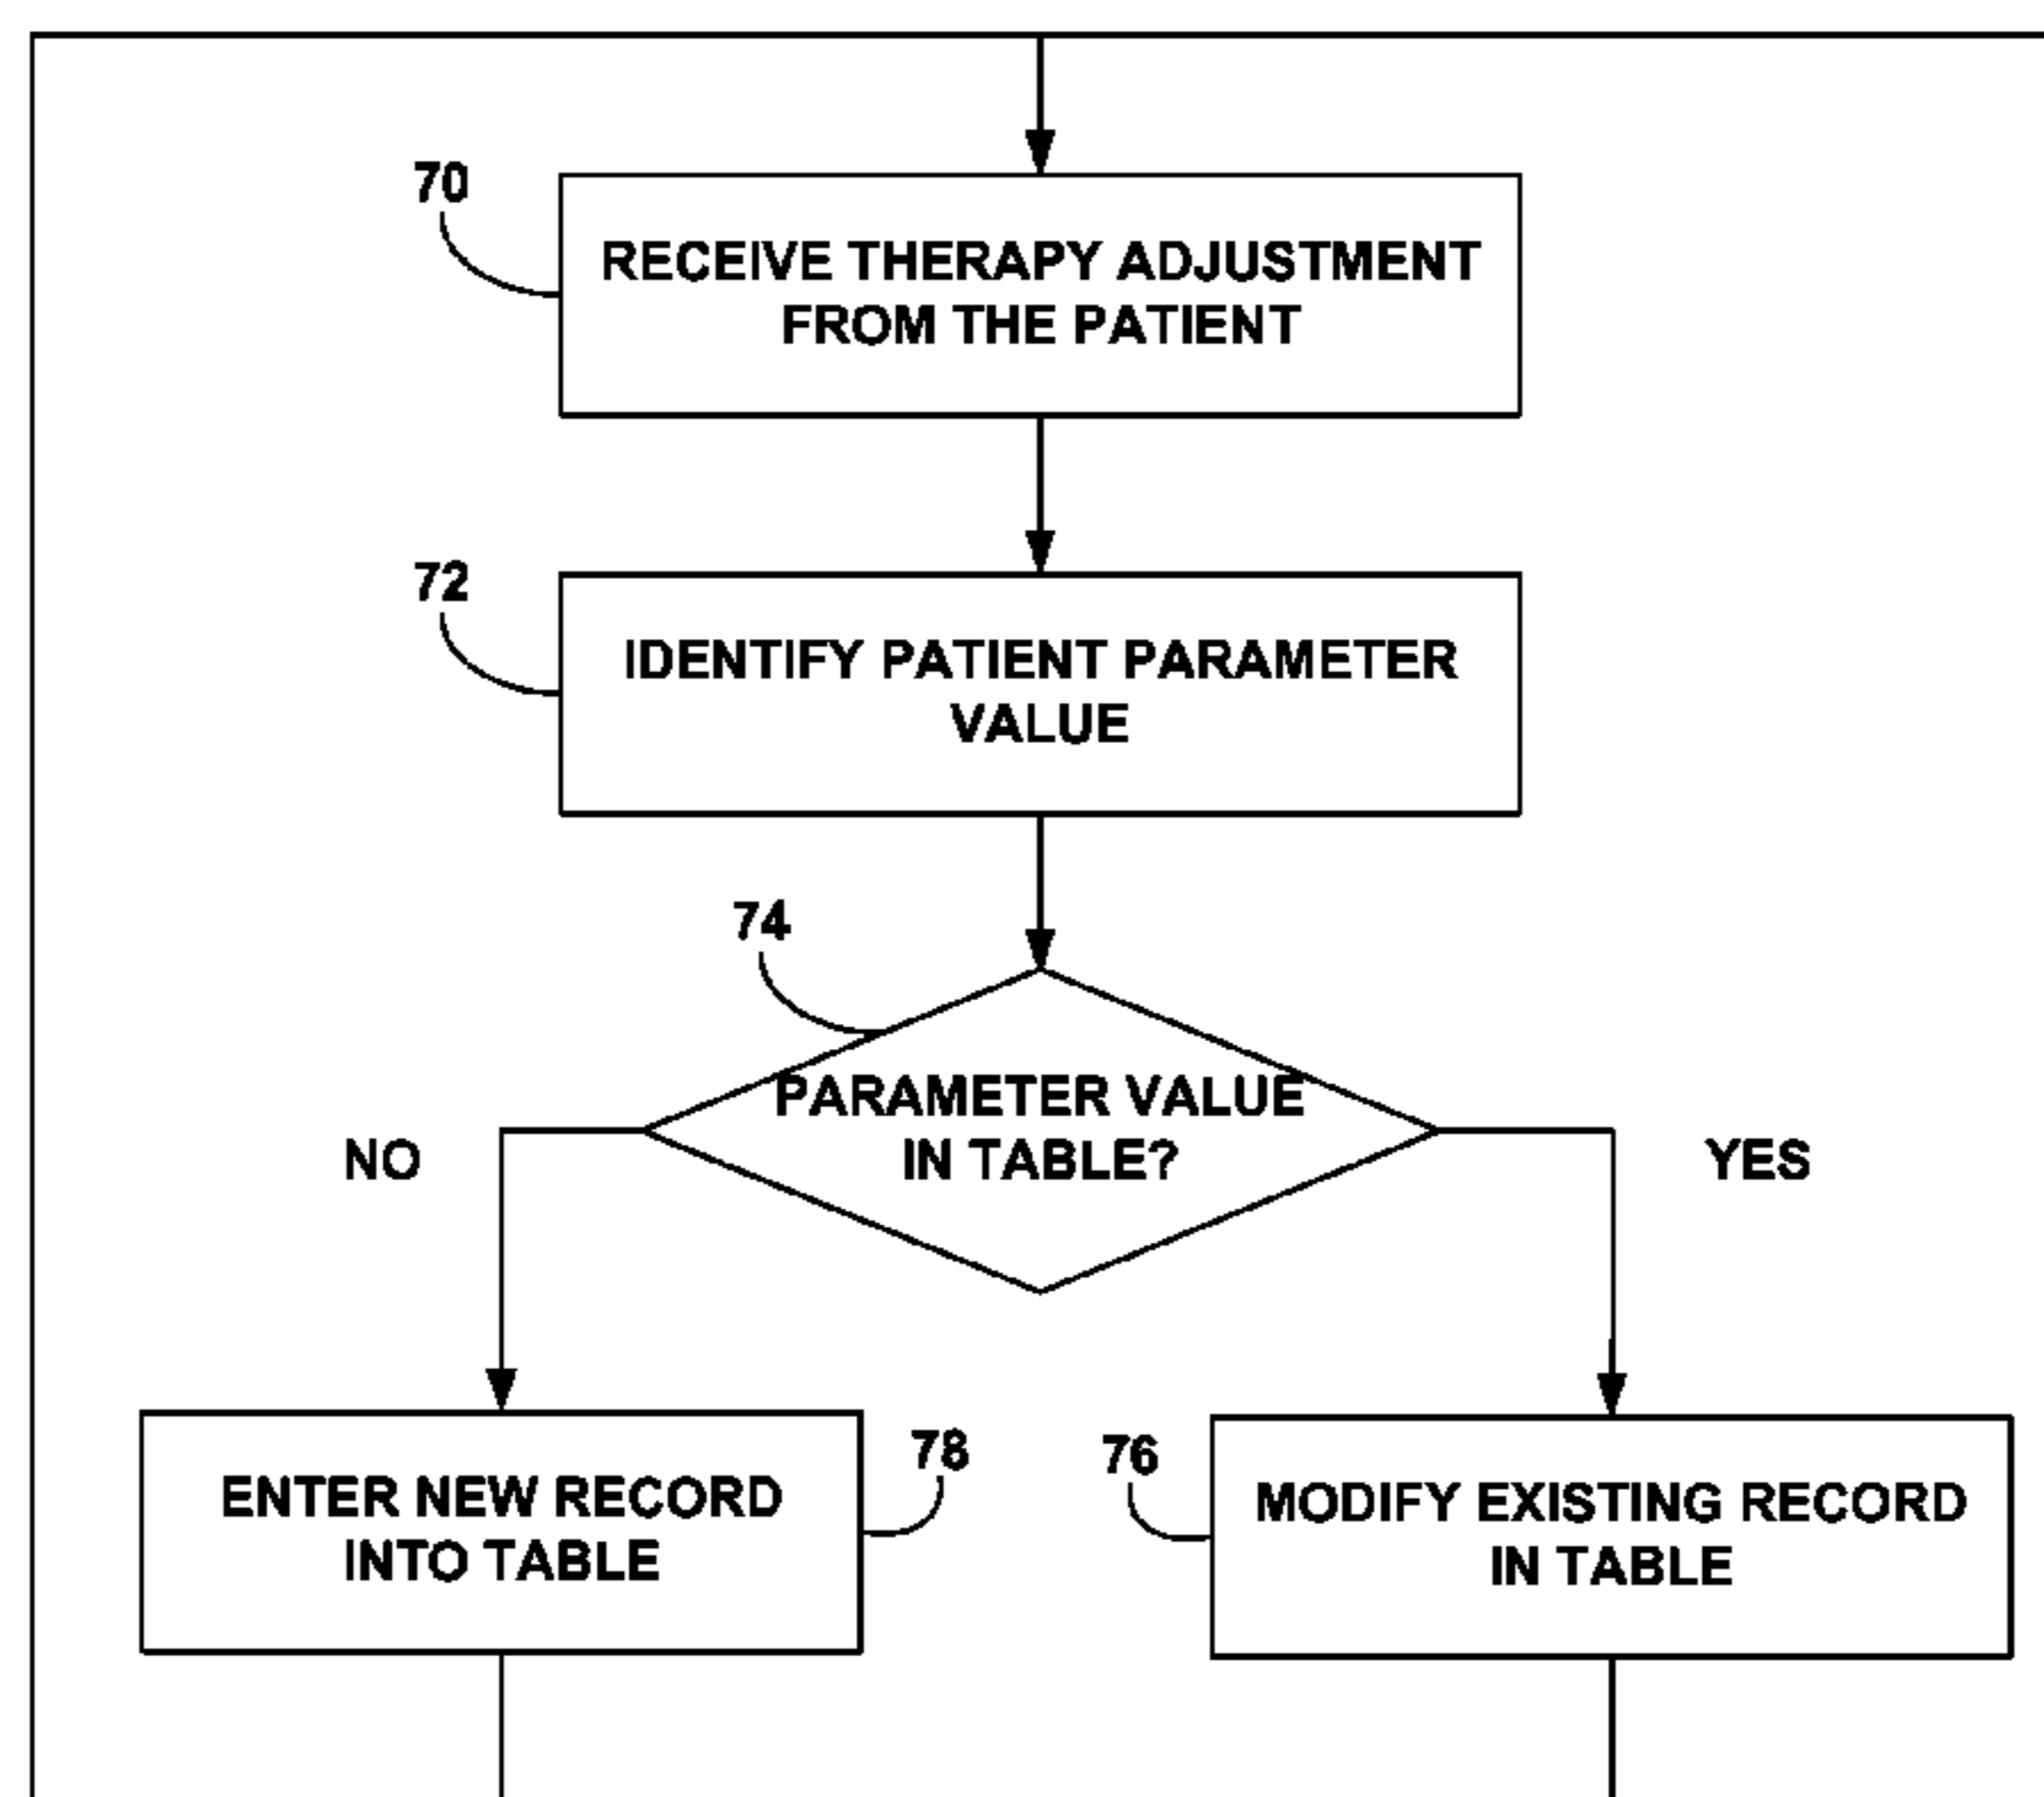 70
RECEIVE THERAPY ADJUSTMENT
FROM THE PATIENT
72
IDENTIFY PATIENT PARAMETER
VALUE
74
PARAMETER VALUE
IN TABLE?
NO
YES
78
ENTER NEW RECORD
INTO TABLE
76
MODIFY EXISTING RECORD
IN TABLE